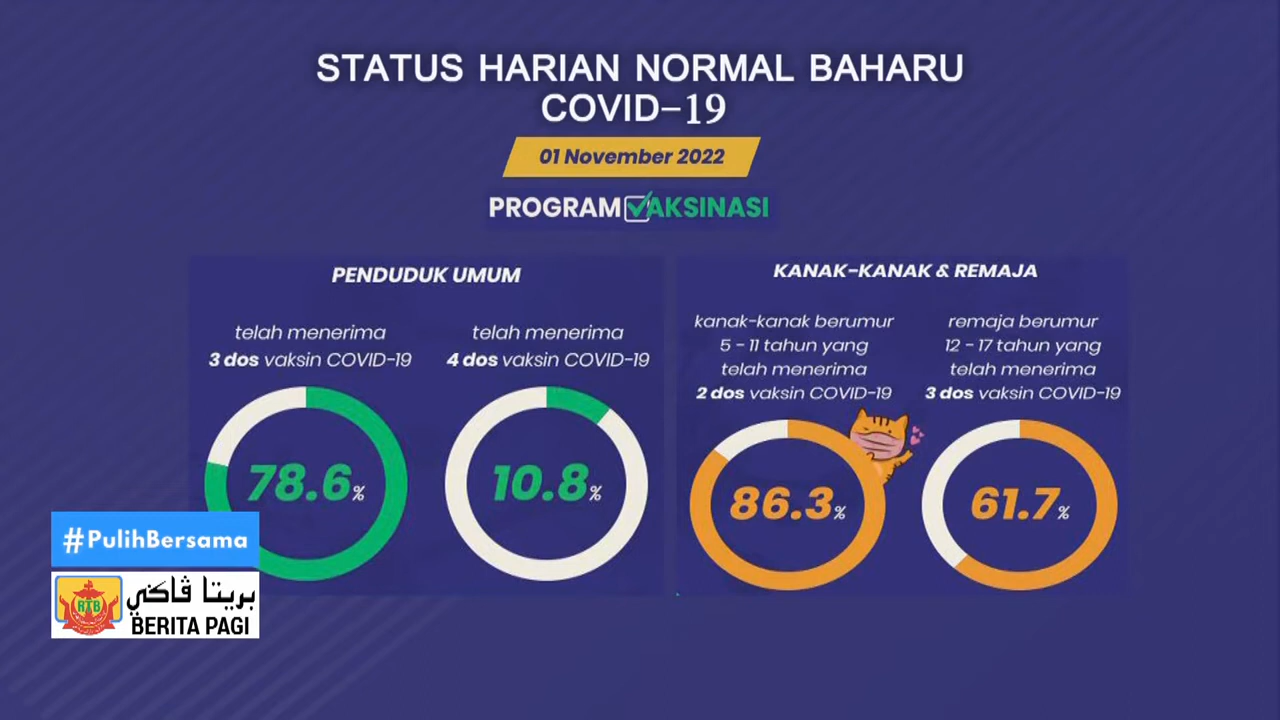 STATUS HARIAN NORMAL BAHARU
COVID-19
01 November 2022
PROGRAM VAKSINASI
PENDUDUK UMUM
telah menerima
3 dos vaksin COVID-19
78.6%
telah menerima
4 dos vaksin COVID-19
10.8%
KANAK-KANAK & REMAJA
kanak-kanak berumur
5 - 11 tahun yang
telah menerima
2 dos vaksin COVID-19
86.3%
remaja berumur
12 - 17 tahun yang
telah menerima
3 dos vaksin COVID-19
61.7%
#PulihBersama
RTB
بريتا ڤاݢي
BERITA PAGI